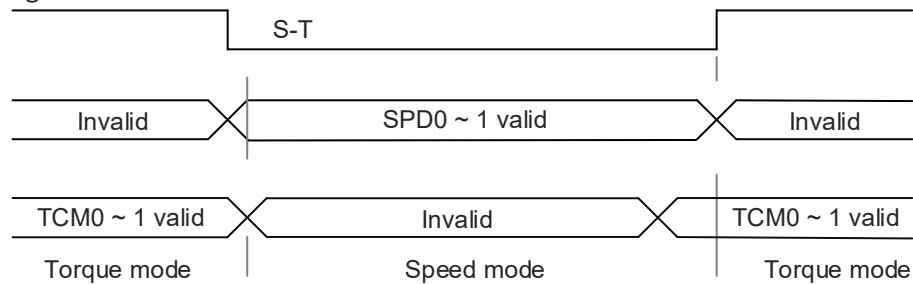 S-T
Invalid SPD0 ~ 1 valid Invalid
TCM0 ~ 1 valid Invalid TCM0 ~ 1 valid
Torque mode Speed mode Torque mode